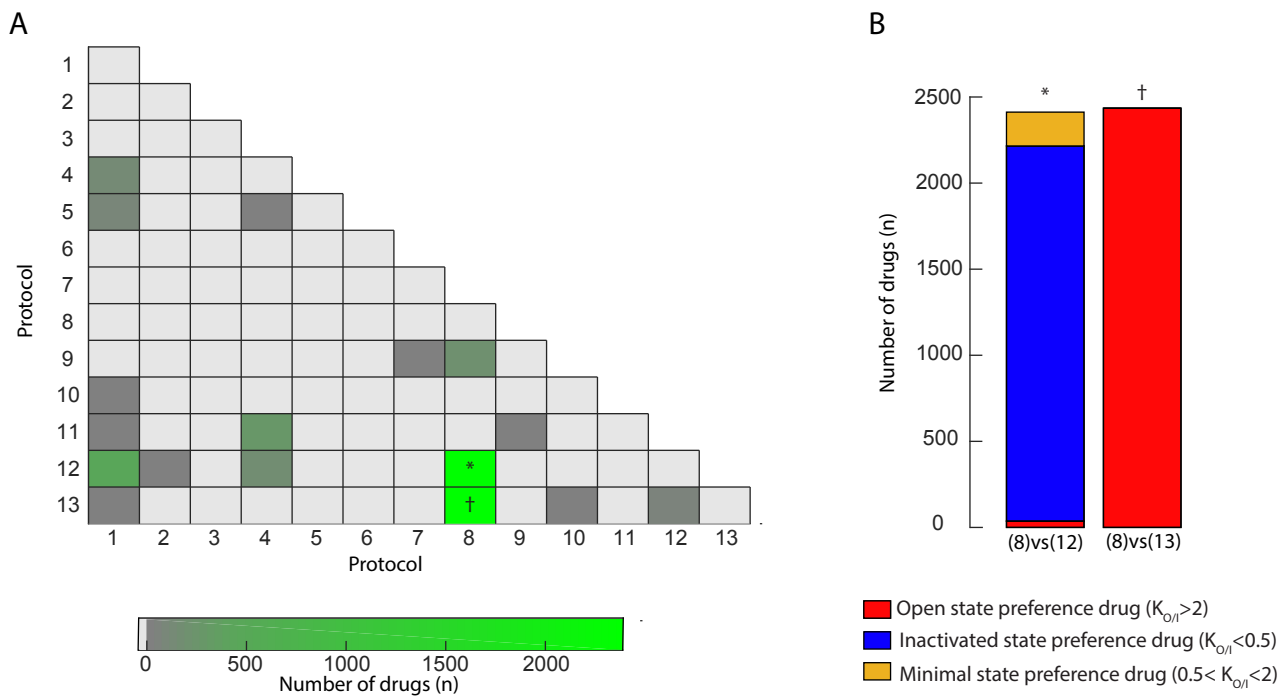 A
B
1
2
3
4
5
6
7
8
9
10
11
12
13
Protocol
*
†
1 2 3 4 5 6 7 8 9 10 11 12 13
Protocol
0 500 1000 1500 2000
Number of drugs (n)
* †
2500
2000
1500
1000
500
0
Number of drugs (n)
(8)vs(12) (8)vs(13)
Open state preference drug (K_O/I>2)
Inactivated state preference drug (K_O/I<0.5)
Minimal state preference drug (0.5< K_O/I<2)